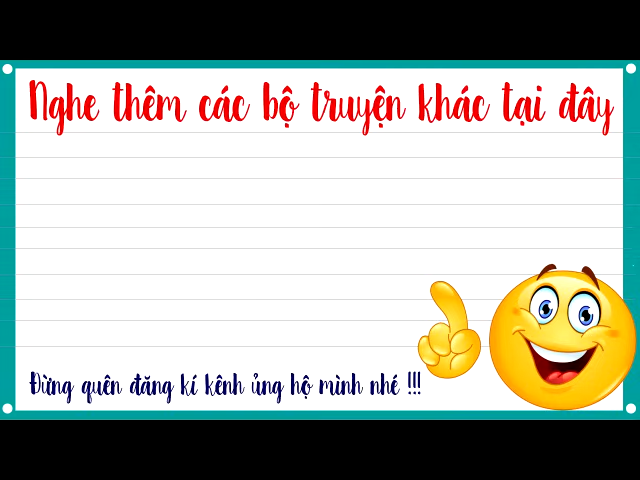 Nghe thêm các bộ truyện khác tại đây
Đừng quên đăng kí kênh ủng hộ mình nhé !!!